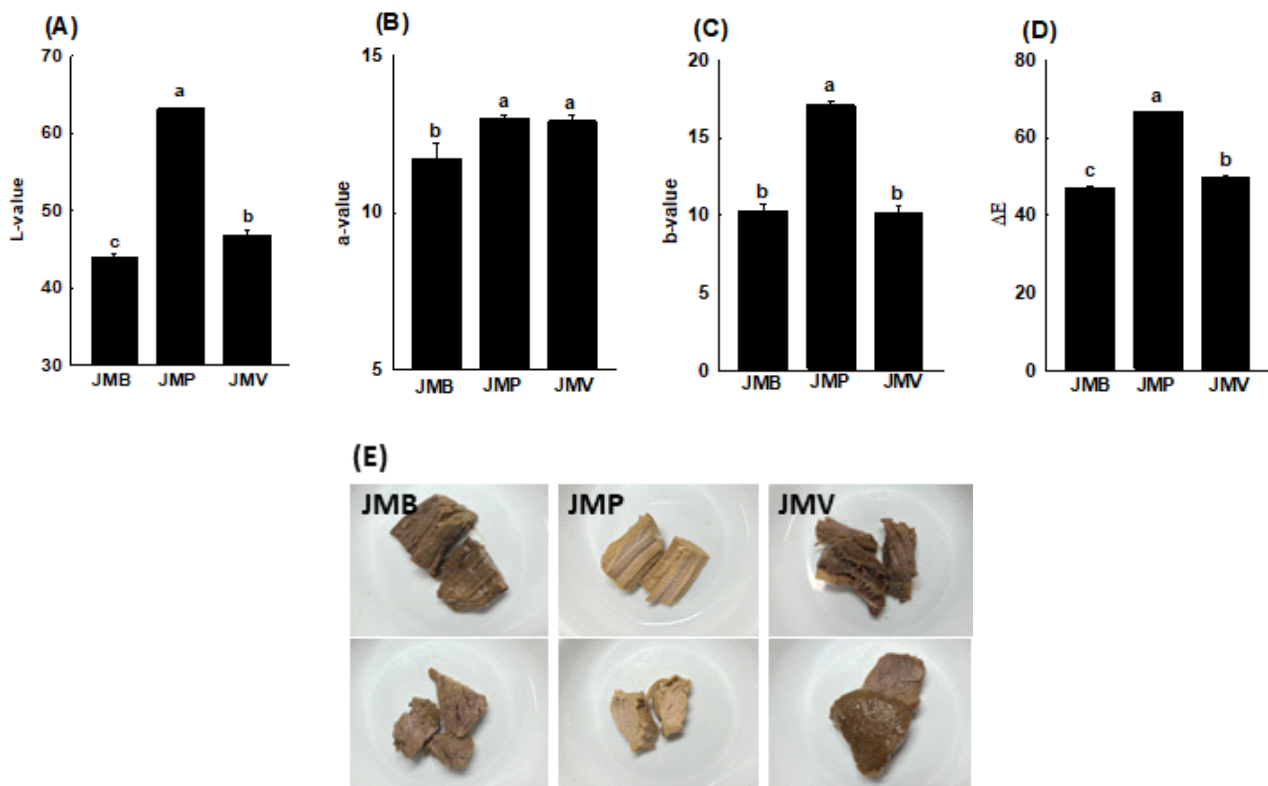 (A)
L-value
70
60
50
40
30
c
a
b
JMB JMP JMV
(B)
a-value
15
10
5
b
a
a
JMB JMP JMV
(C)
b-value
20
15
10
5
0
b
a
b
JMB JMP JMV
(D)
ΔE
80
60
40
20
0
c
a
b
JMB JMP JMV
(E)
JMB JMP JMV